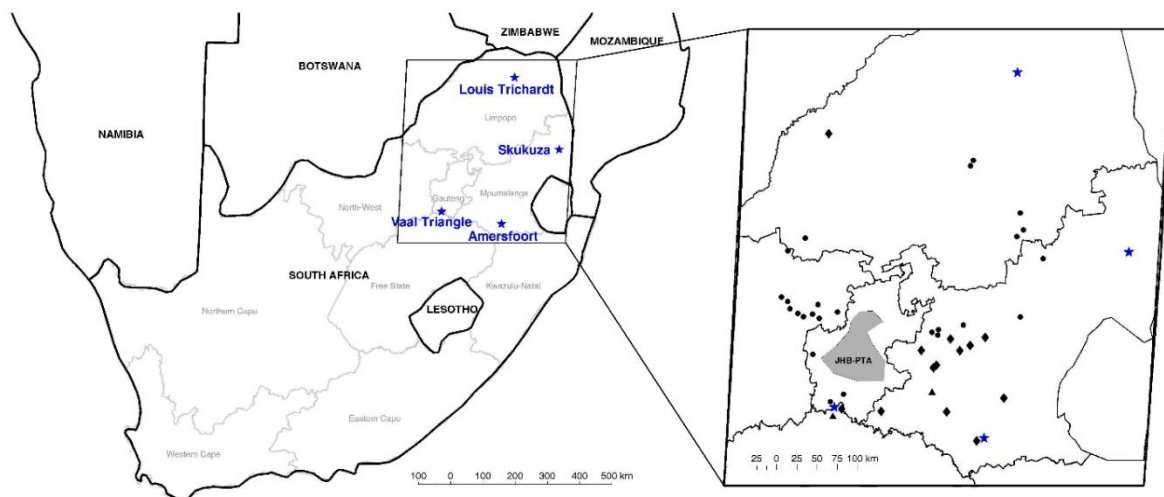 ZIMBABWE
MOZAMBIQUE
BOTSWANA
Louis Trichardt
Limpopo
NAMIBIA
Skukuza
Mpumalanga
Gauteng
North-West
Vaal Triangle
Amersfoort
SOUTH AFRICA
Free State
Kwazulu-Natal
LESOTHO
Northern Cape
Eastern Cape
Western Cape
100 0 100 200 300 400 500 km
JHB-PTA
25 0 25 50 75 100 km